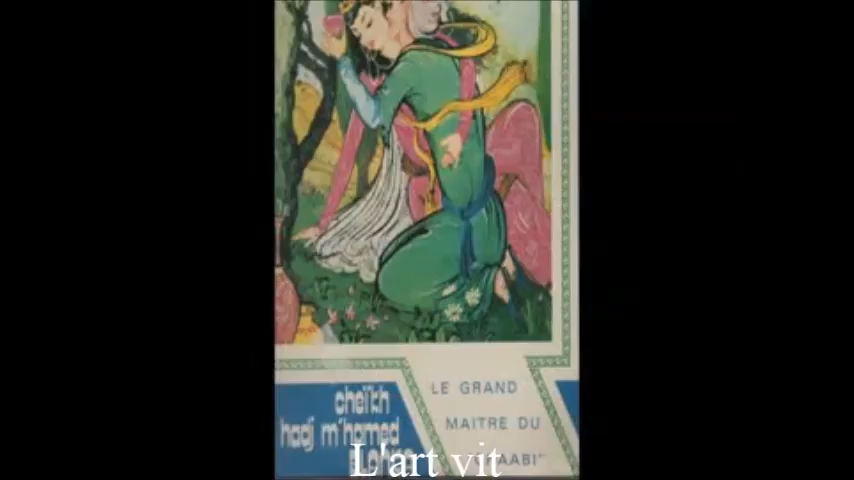 LE GRAND
cheikh
MAITRE DU
hadj m'hamed
L'art vit